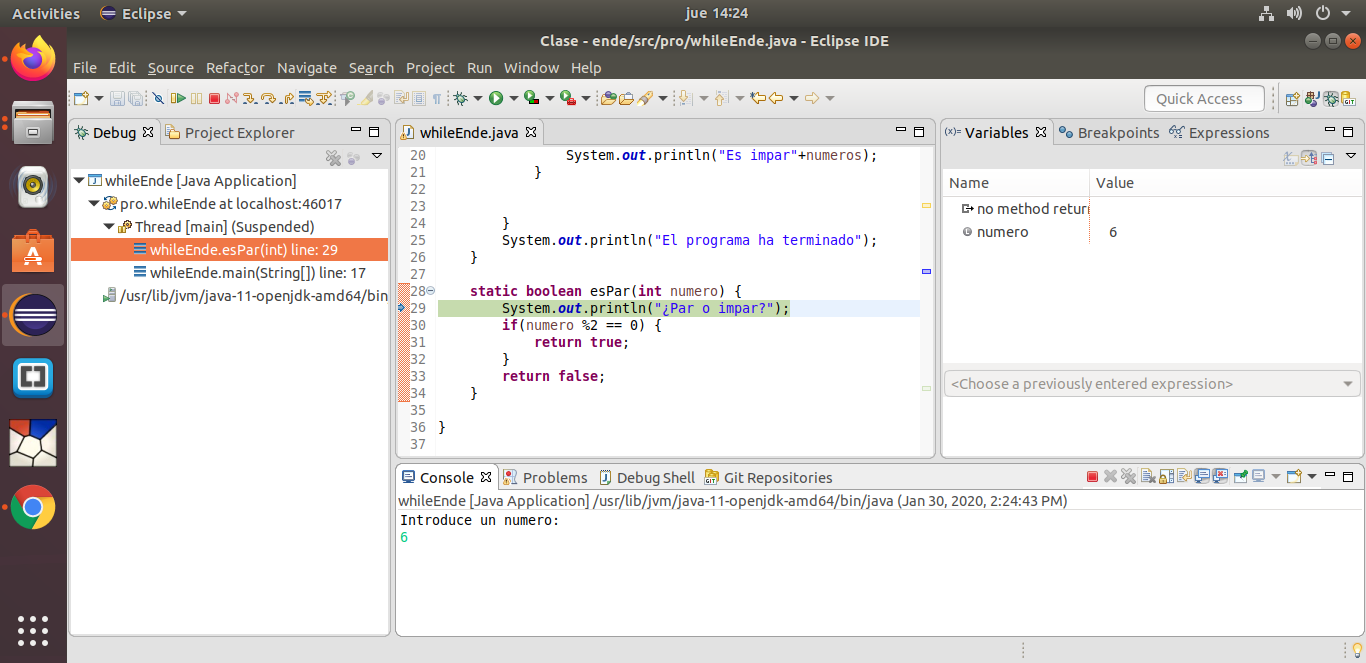 Activities Eclipse jue 14:24
Clase - ende/src/pro/whileEnde.java - Eclipse IDE
File Edit Source Refactor Navigate Search Project Run Window Help
Quick Access
Debug Project Explorer
whileEnde [Java Application]
pro.whileEnde at localhost:46017
Thread [main] (Suspended)
whileEnde.esPar(int) line: 29
whileEnde.main(String[]) line: 17
/usr/lib/jvm/java-11-openjdk-amd64/bin
whileEnde.java
20 System.out.println("Es impar"+numeros);
21 }
22
23
24 }
25 System.out.println("El programa ha terminado");
26 }
27
28 static boolean esPar(int numero) {
29 System.out.println("¿Par o impar?");
30 if(numero %2 == 0) {
31 return true;
32 }
33 return false;
34 }
35
36 }
37
(x)= Variables Breakpoints Expressions
Name Value
no method retur
numero 6
<Choose a previously entered expression>
Console Problems Debug Shell Git Repositories
whileEnde [Java Application] /usr/lib/jvm/java-11-openjdk-amd64/bin/java (Jan 30, 2020, 2:24:43 PM)
Introduce un numero:
6